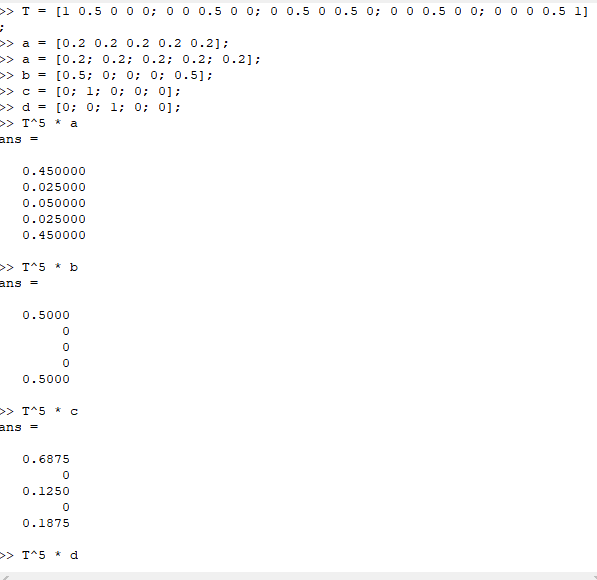 >> T = [1 0.5 0 0 0; 0 0 0.5 0 0; 0 0.5 0 0.5 0; 0 0 0.5 0 0; 0 0 0 0.5 1]
;
>> a = [0.2 0.2 0.2 0.2 0.2];
>> a = [0.2; 0.2; 0.2; 0.2; 0.2];
>> b = [0.5; 0; 0; 0; 0.5];
>> c = [0; 1; 0; 0; 0];
>> d = [0; 0; 1; 0; 0];
>> T^5 * a
ans =
0.450000
0.025000
0.050000
0.025000
0.450000
>> T^5 * b
ans =
0.5000
0
0
0
0.5000
>> T^5 * c
ans =
0.6875
0
0.1250
0
0.1875
>> T^5 * d